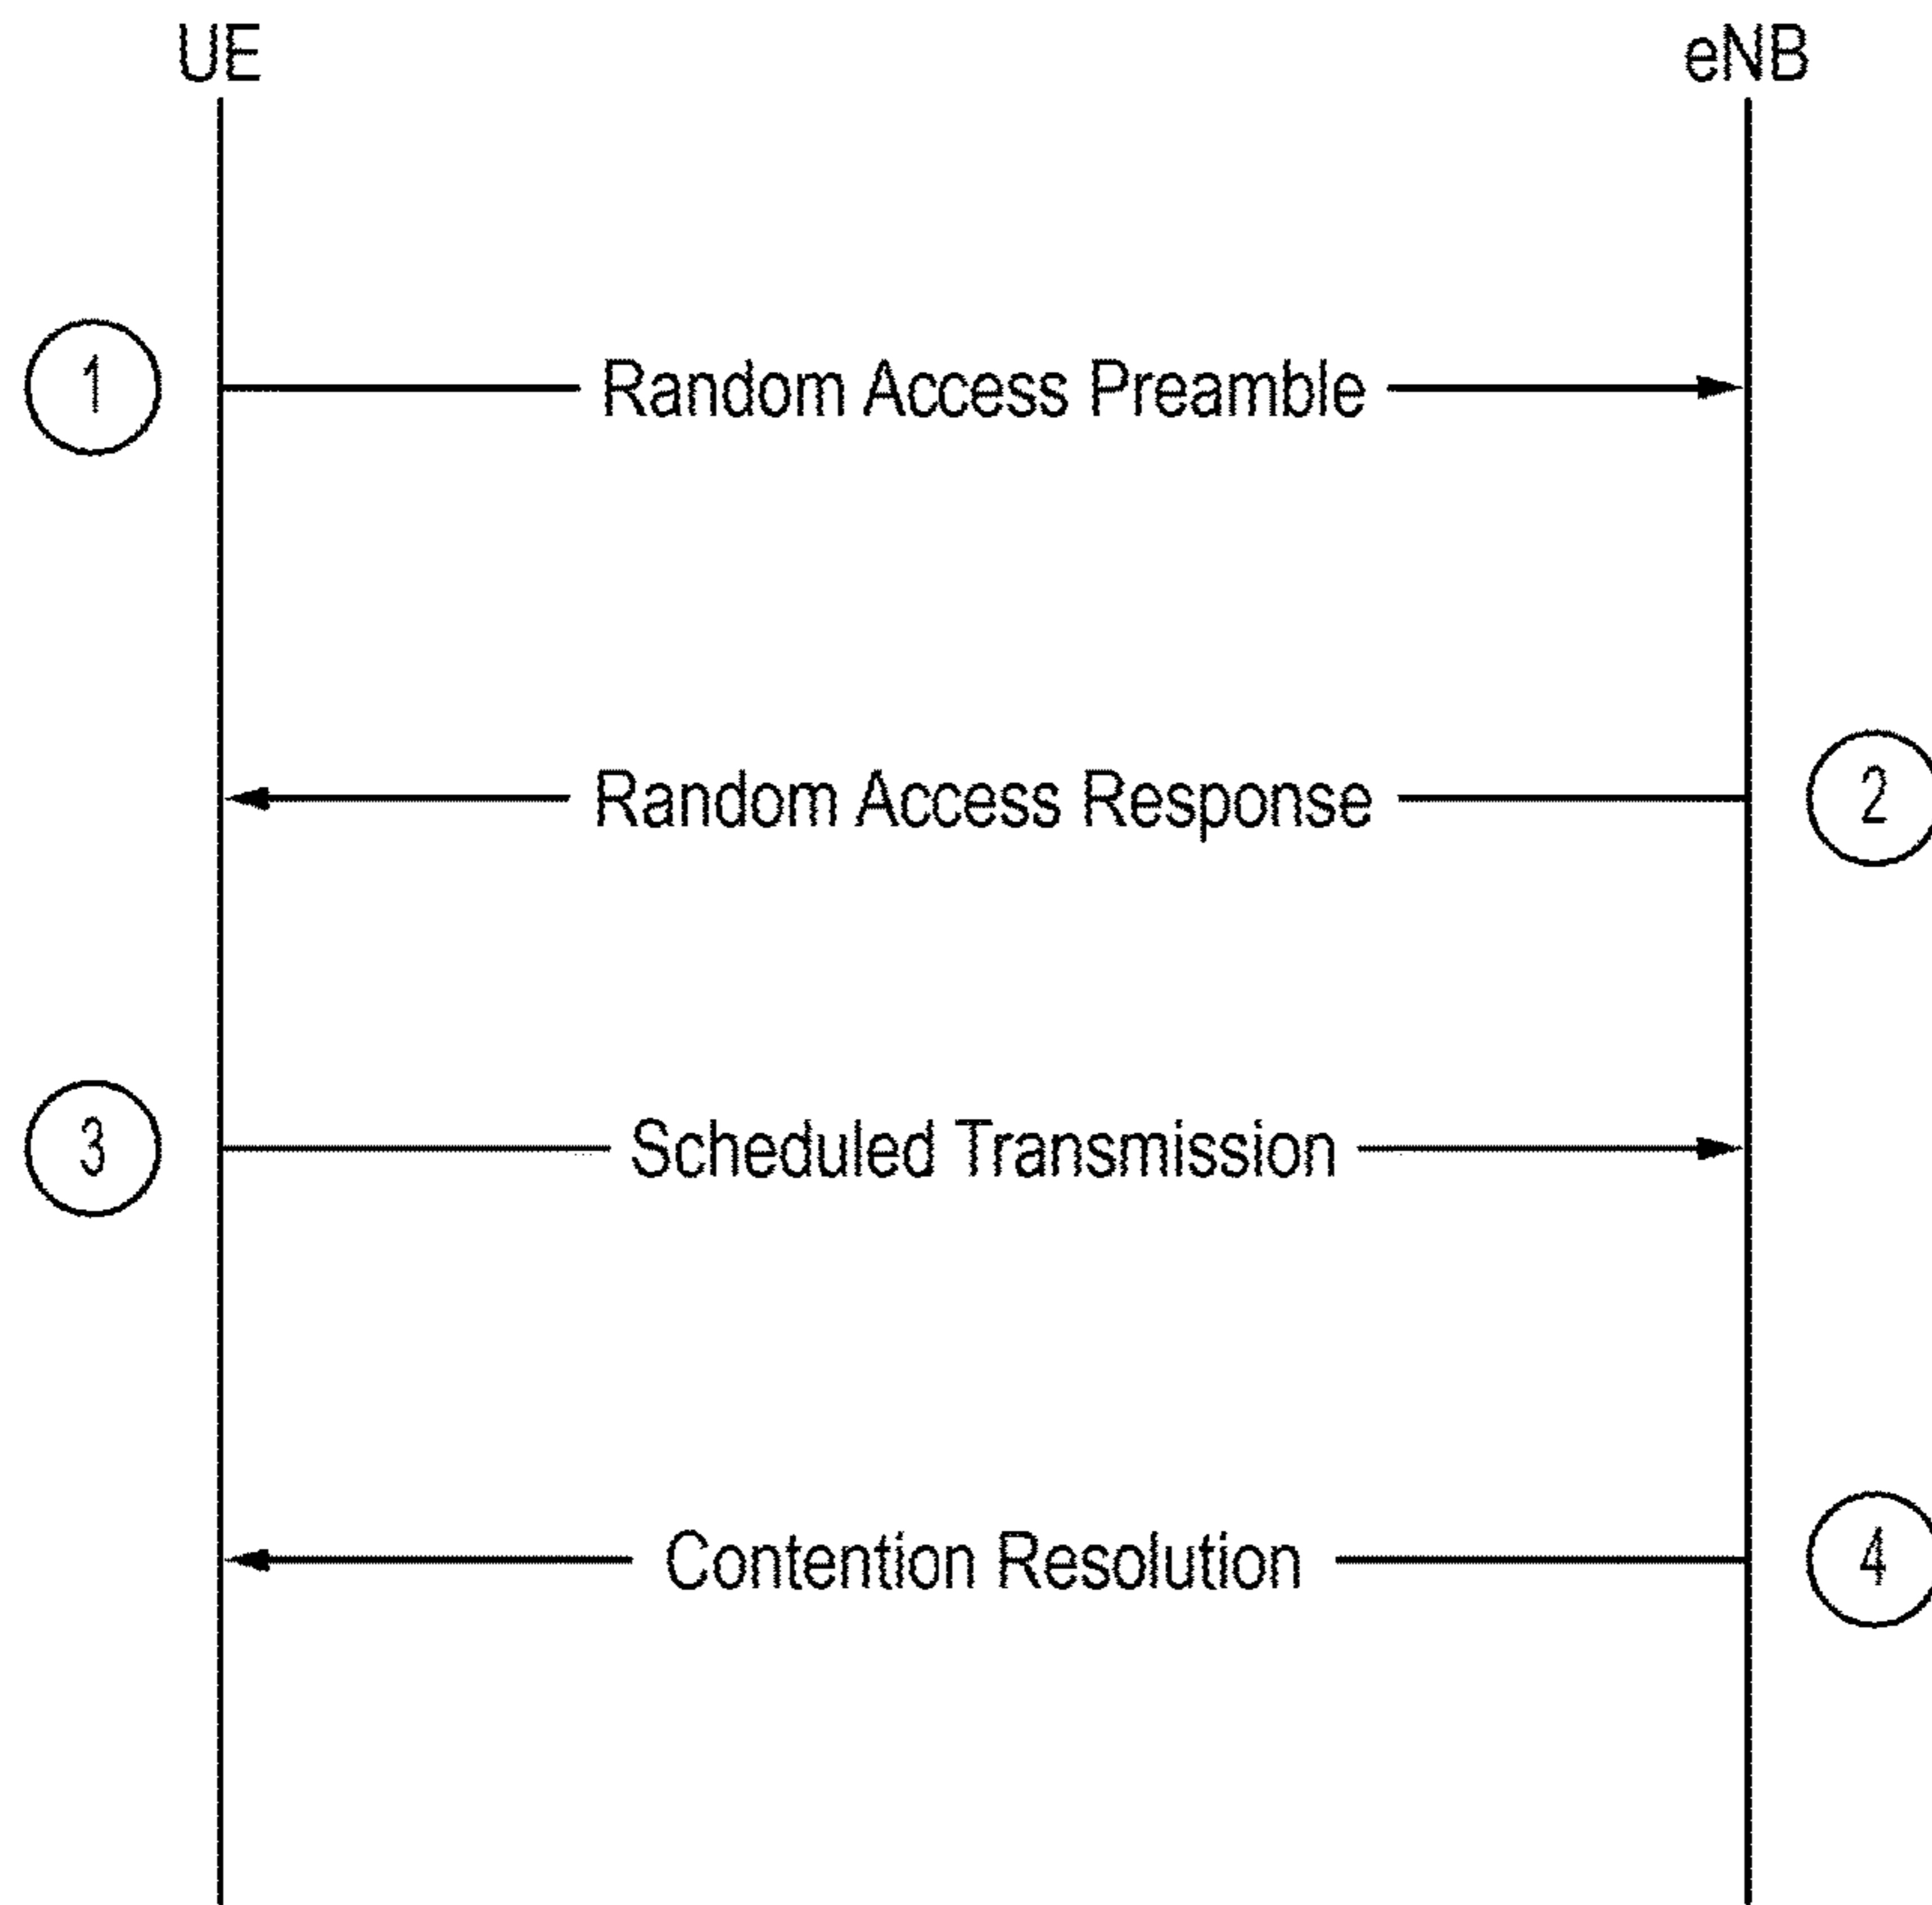 UE eNB
1 Random Access Preamble
Random Access Response 2
3 Scheduled Transmission
Contention Resolution 4